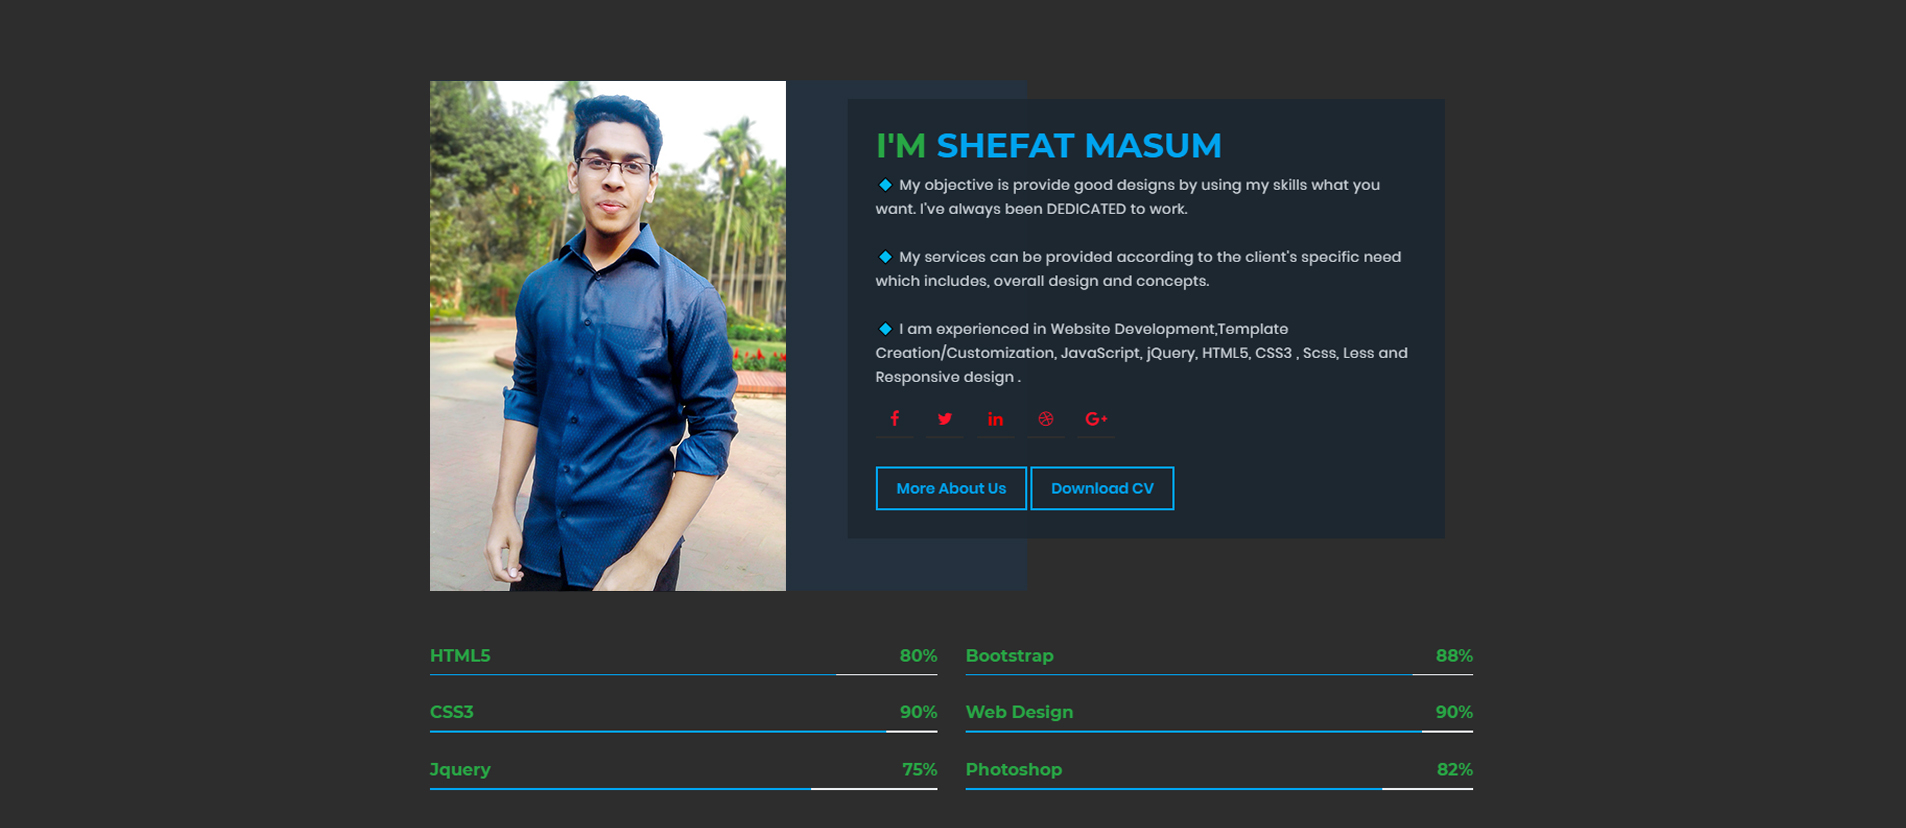 I'M SHEFAT MASUM
My objective is provide good designs by using my skills what you
want. I've always been DEDICATED to work.
My services can be provided according to the client's specific need
which includes, overall design and concepts.
I am experienced in Website Development,Template
Creation/Customization, JavaScript, jQuery, HTML5, CSS3 , Scss, Less and
Responsive design .
More About Us
Download CV
HTML5 80%
Bootstrap 88%
CSS3 90%
Web Design 90%
Jquery 75%
Photoshop 82%